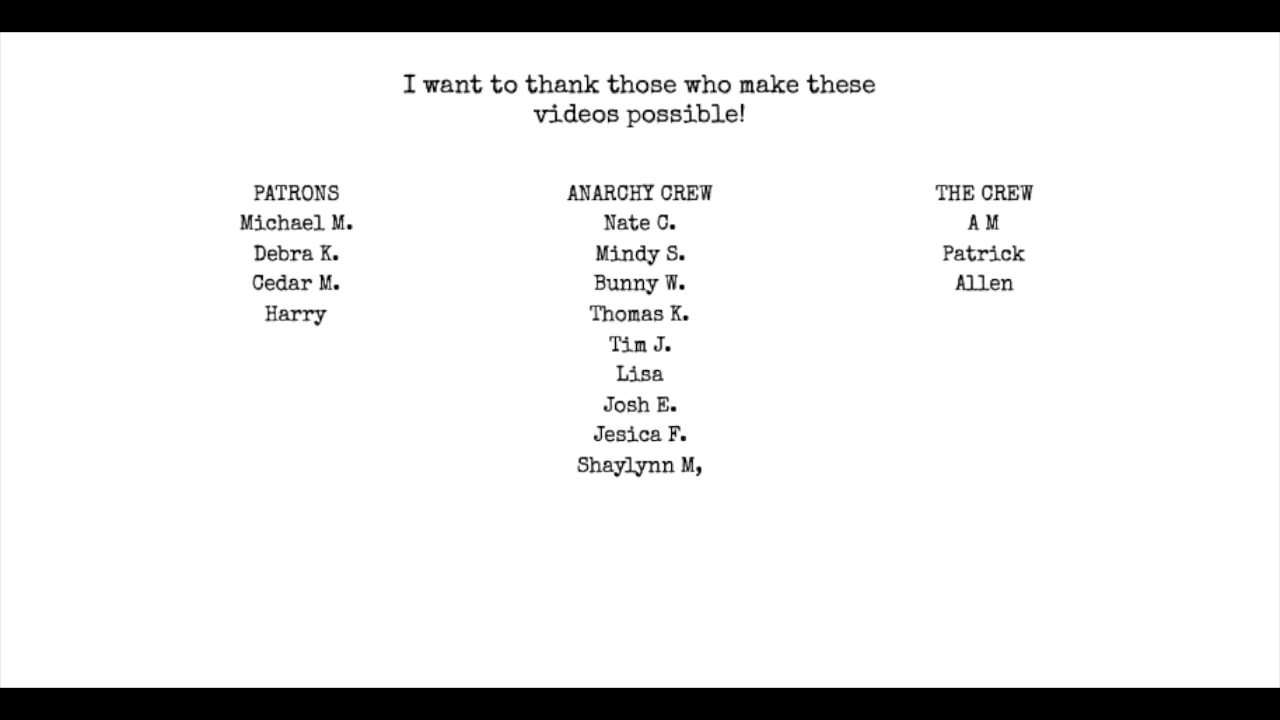 I want to thank those who make these
videos possible!
PATRONS
Michael M.
Debra K.
Cedar M.
Harry
ANARCHY CREW
Nate C.
Mindy S.
Bunny W.
Thomas K.
Tim J.
Lisa
Josh E.
Jesica F.
Shaylynn M,
THE CREW
A M
Patrick
Allen